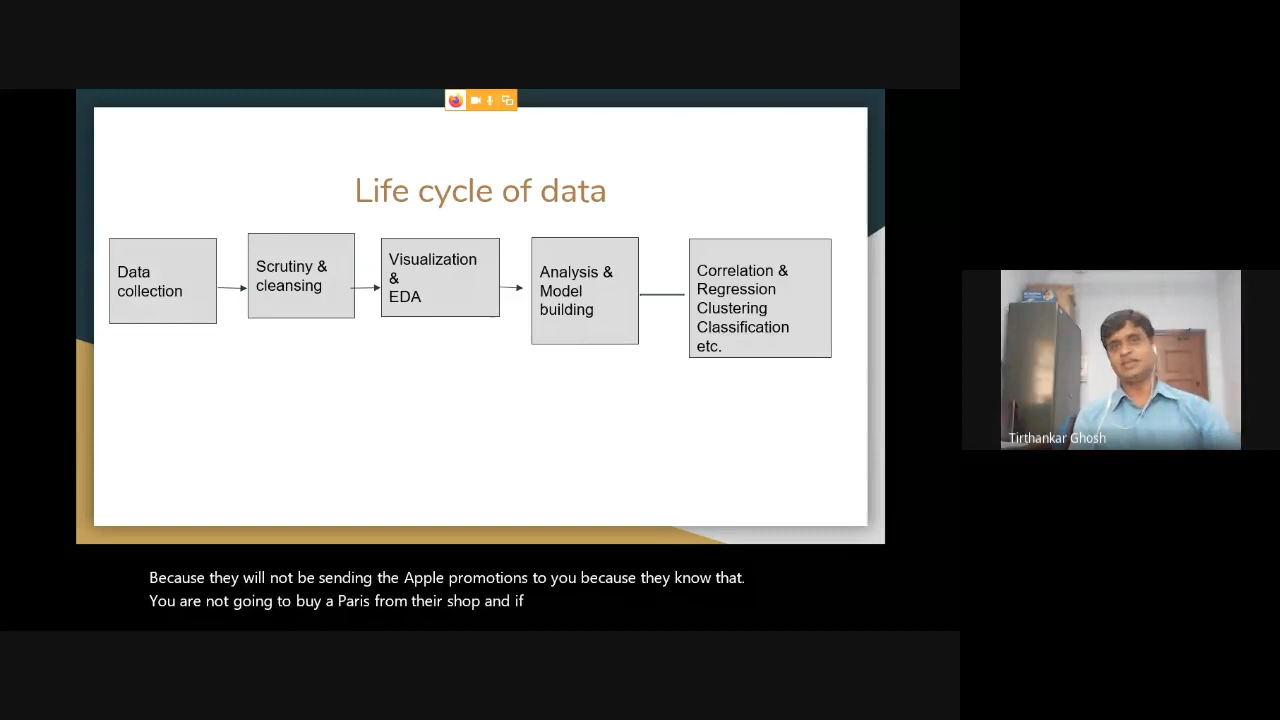 Life cycle of data
Data
collection
Scrutiny &
cleansing
Visualization
&
EDA
Analysis &
Model
building
Correlation &
Regression
Clustering
Classification
etc.
Tirthankar Ghosh
Because they will not be sending the Apple promotions to you because they know that.
You are not going to buy a Paris from their shop and if